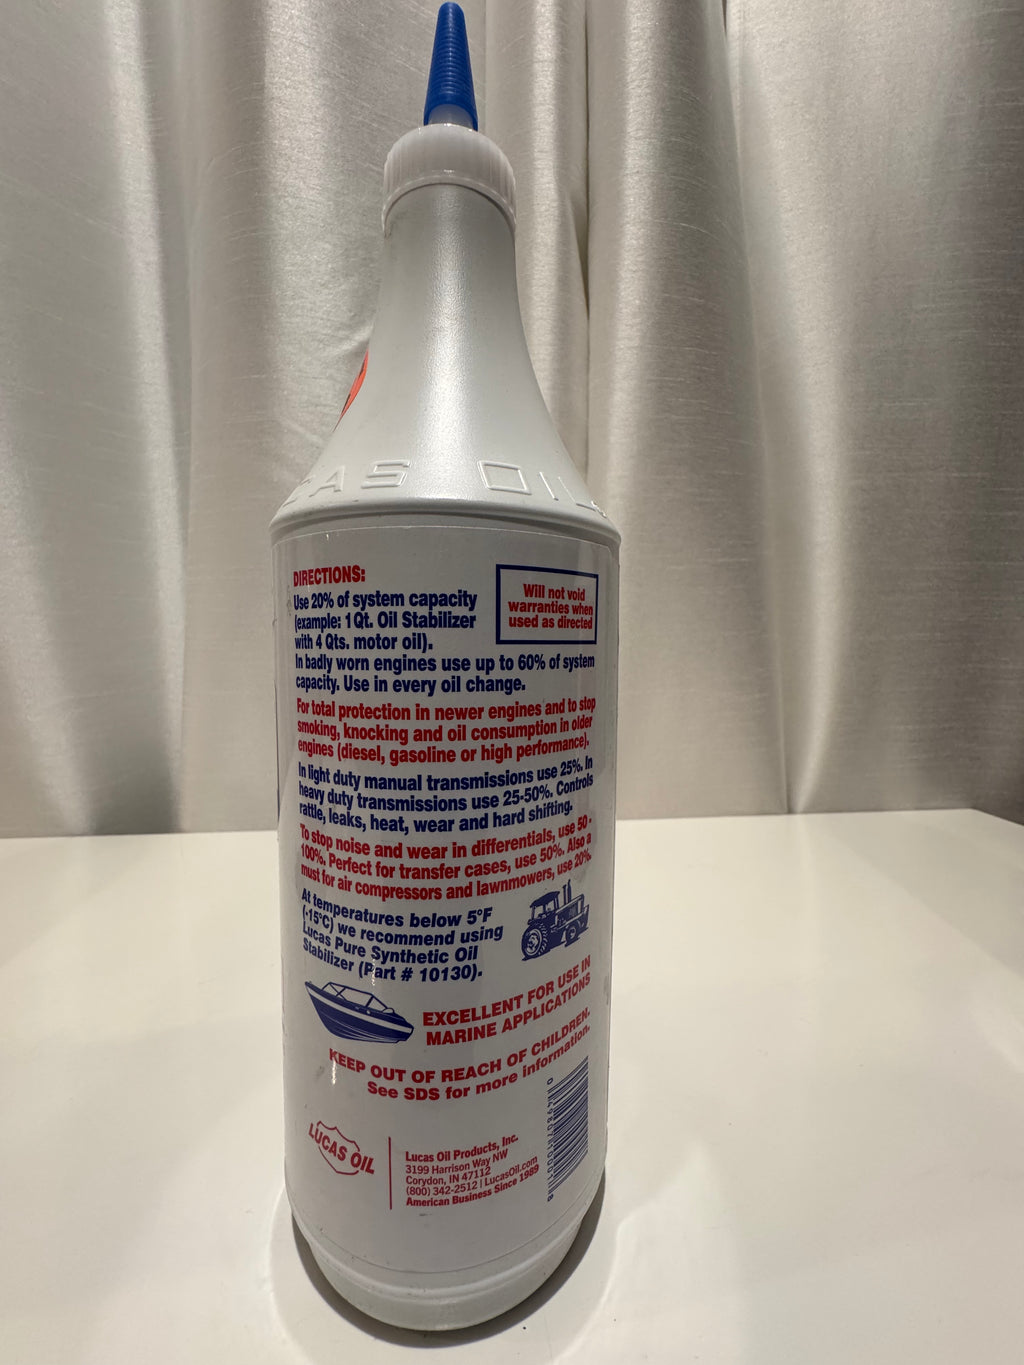 CAS OIL
DIRECTIONS:
Use 20% of system capacity
(example: 1 Qt. Oil Stabilizer
with 4 Qts. motor oil).
In badly worn engines use up to 60% of system
capacity. Use in every oil change.
Will not void
warranties when
used as directed
For total protection in newer engines and to stop
smoking, knocking and oil consumption in older
engines (diesel, gasoline or high performance).
In light duty manual transmissions use 25%. In
heavy duty transmissions use 25-50%. Controls
rattle, leaks, heat, wear and hard shifting.
To stop noise and wear in differentials, use 50-
100%. Perfect for transfer cases, use 50%. Also a
must for air compressors and lawnmowers, use 20%.
At temperatures below 5°F
(-15°C) we recommend using
Lucas Pure Synthetic Oil
Stabilizer (Part # 10130).
EXCELLENT FOR USE IN
MARINE APPLICATIONS
KEEP OUT OF REACH OF CHILDREN.
See SDS for more information.
LUCAS OIL
Lucas Oil Products, Inc.
3199 Harrison Way NW
Corydon, IN 47112
(800) 342-2512 | LucasOil.com
American Business Since 1989